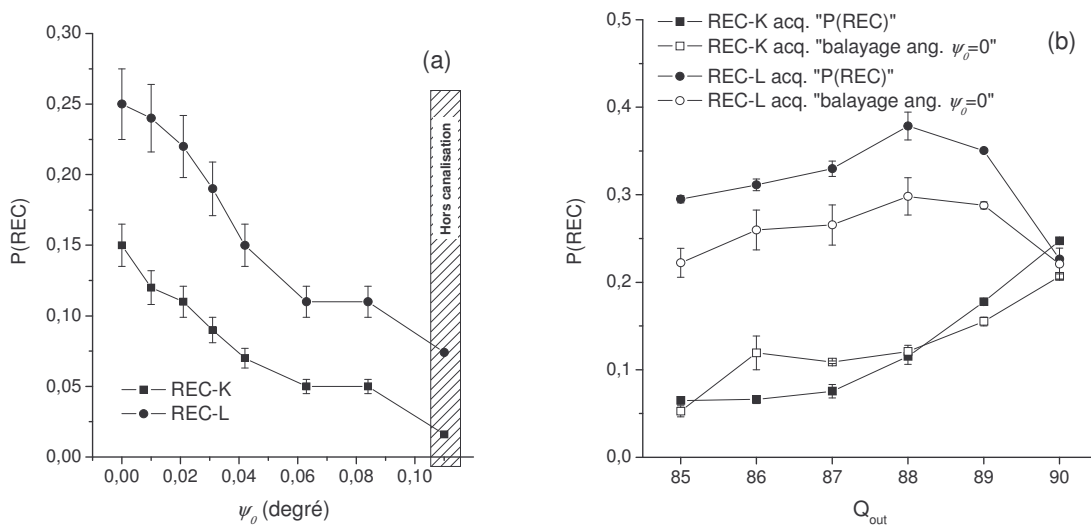 0,30
0,25
0,20
0,15
0,10
0,05
0,00
P(REC)
(a)
Hors canalisation
REC-K
REC-L
0,00 0,02 0,04 0,06 0,08 0,10
ψ₀ (degré)
REC-K acq. "P(REC)"
REC-K acq. "balayage ang. ψ₀=0"
REC-L acq. "P(REC)"
REC-L acq. "balayage ang. ψ₀=0"
(b)
0,5
0,4
0,3
0,2
0,1
0,0
P(REC)
85 86 87 88 89 90
Qout